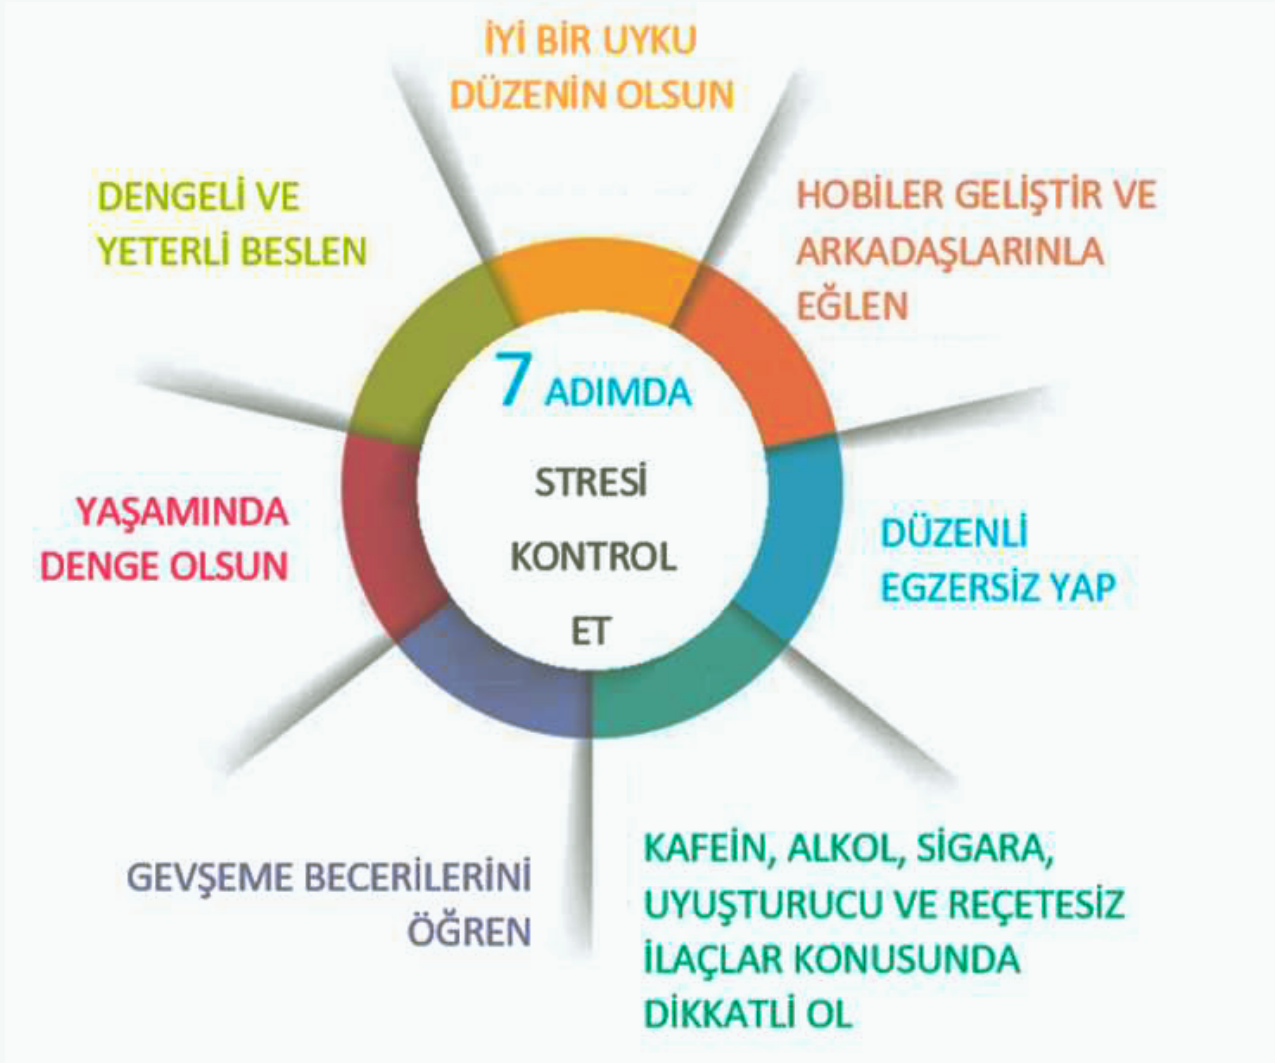 İYİ BİR UYKU
DÜZENİN OLSUN
HOBİLER GELİŞTİR VE
ARKADAŞLARINLA
EĞLEN
DÜZENLİ
EGZERSİZ YAP
KAFEİN, ALKOL, SİGARA,
UYUŞTURUCU VE REÇETESİZ
İLAÇLAR KONUSUNDA
DİKKATLİ OL
GEVŞEME BECERİLERİNİ
ÖĞREN
YAŞAMINDA
DENGE OLSUN
DENGELİ VE
YETERLİ BESLEN
7 ADIMDA
STRESİ
KONTROL
ET